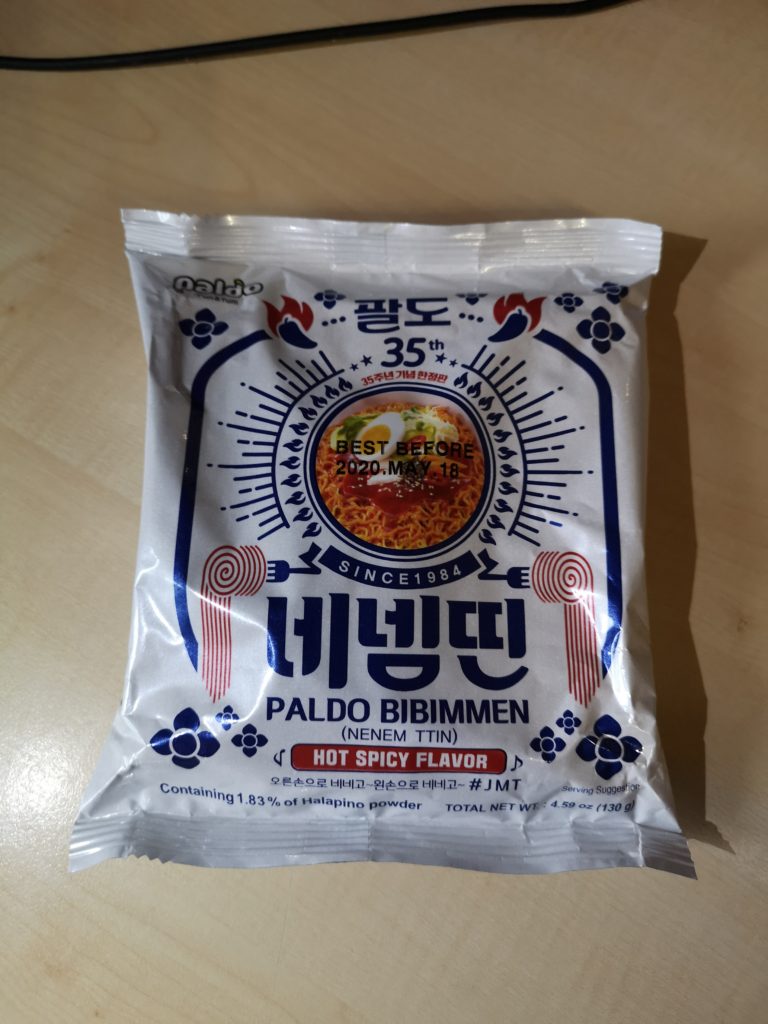 paldo
팔도
35th
35주년 기념 한정판
BEST BEFORE
2020.MAY.18
SINCE1984
네넴띤
PALDO BIBIMMEN
(NENEM TTIN)
HOT SPICY FLAVOR
오른손으로 비비고~왼손으로 비비고~ #JMT
Serving Suggestion
Containing 1.83% of Halapino powder
TOTAL NET WT. : 4.59 oz (130 g)